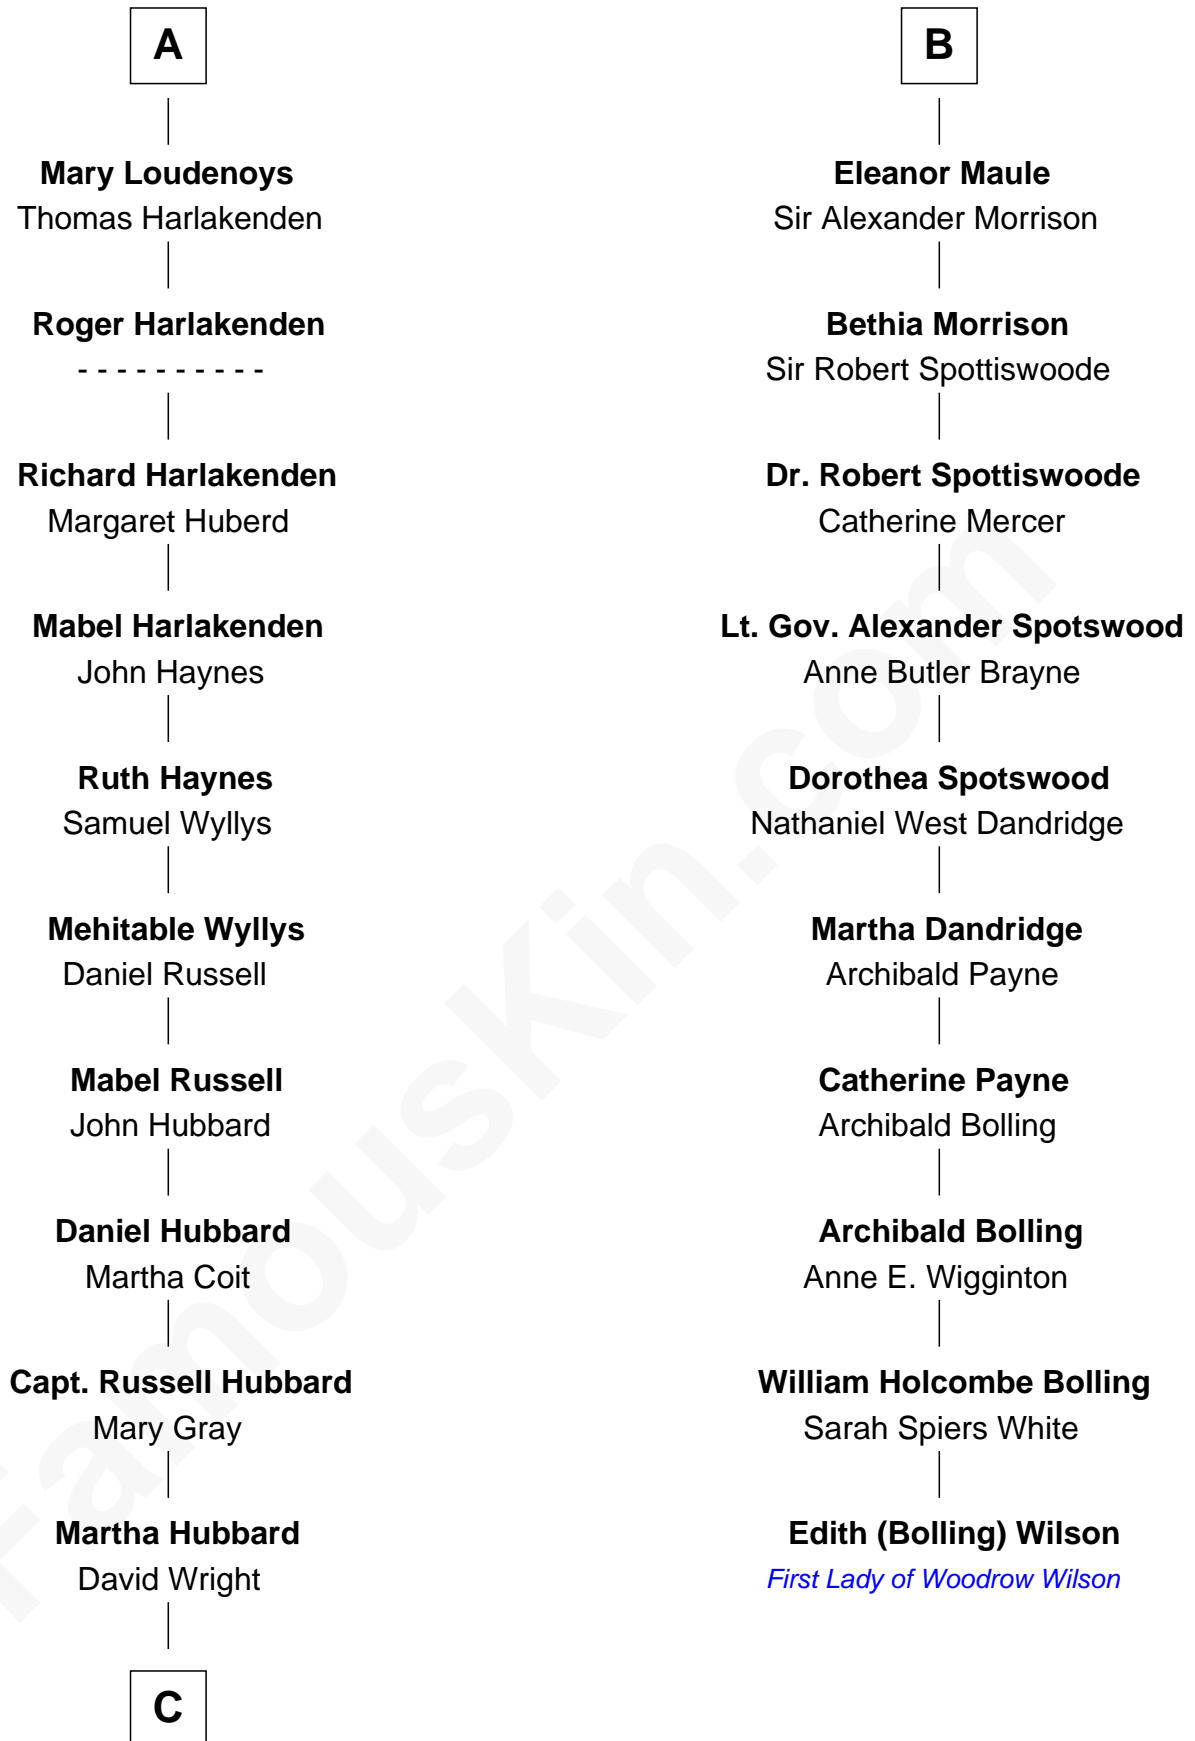 A
Mary Loudenoys
Thomas Harlakenden
Roger Harlakenden
- - - - - - - - - -
Richard Harlakenden
Margaret Huberd
Mabel Harlakenden
John Haynes
Ruth Haynes
Samuel Wyllys
Mehitable Wyllys
Daniel Russell
Mabel Russell
John Hubbard
Daniel Hubbard
Martha Coit
Capt. Russell Hubbard
Mary Gray
Martha Hubbard
David Wright
C
B
Eleanor Maule
Sir Alexander Morrison
Bethia Morrison
Sir Robert Spottiswoode
Dr. Robert Spottiswoode
Catherine Mercer
Lt. Gov. Alexander Spotswood
Anne Butler Brayne
Dorothea Spotswood
Nathaniel West Dandridge
Martha Dandridge
Archibald Payne
Catherine Payne
Archibald Bolling
Archibald Bolling
Anne E. Wigginton
William Holcombe Bolling
Sarah Spiers White
Edith (Bolling) Wilson
First Lady of Woodrow Wilson
FamousKin.com